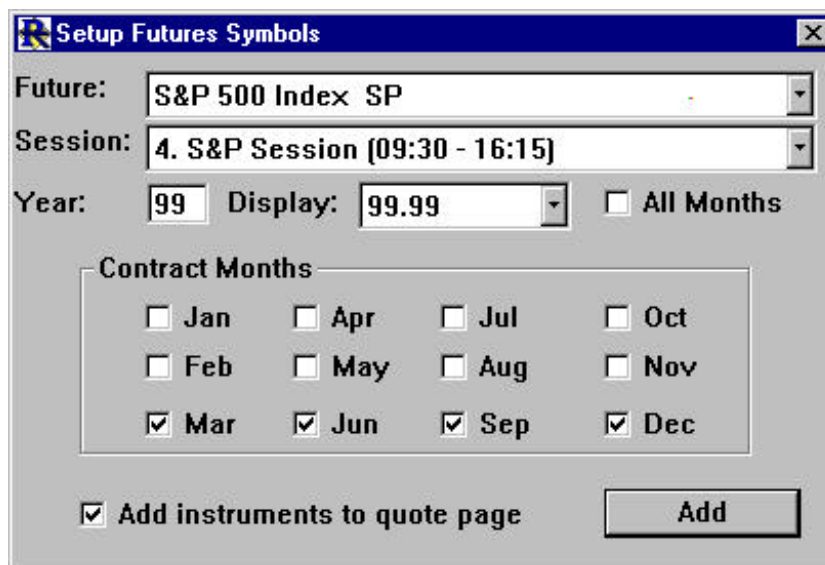 Setup Futures Symbols
Future: S&P 500 Index SP
Session: 4. S&P Session (09:30 - 16:15)
Year: 99 Display: 99.99 All Months
Contract Months
Jan Apr Jul Oct
Feb May Aug Nov
Mar Jun Sep Dec
Add instruments to quote page Add